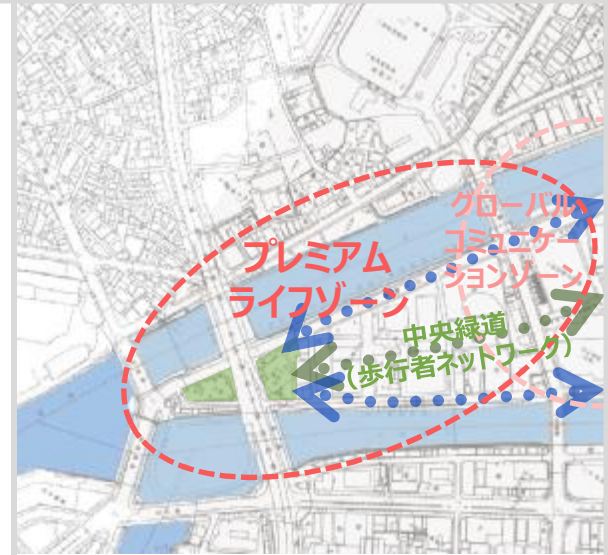 グローバル
コミュニケー
ションゾーン
プレミアム
ライフゾーン
中央緑道
(歩行者ネットワーク)